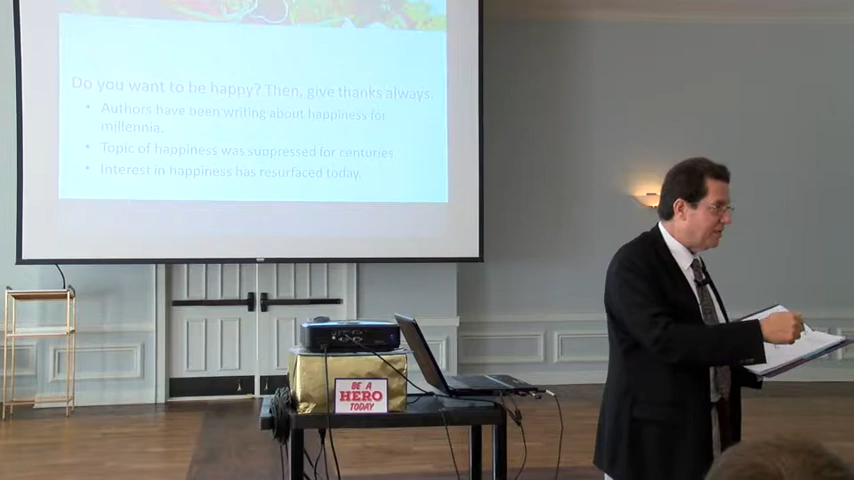 Do you want to be happy? Then, give thanks always.
• Authors have been writing about happiness for
millennia.
• Topic of happiness was suppressed for centuries
• Interest in happiness has resurfaced today.
BE A
HERO
TODAY